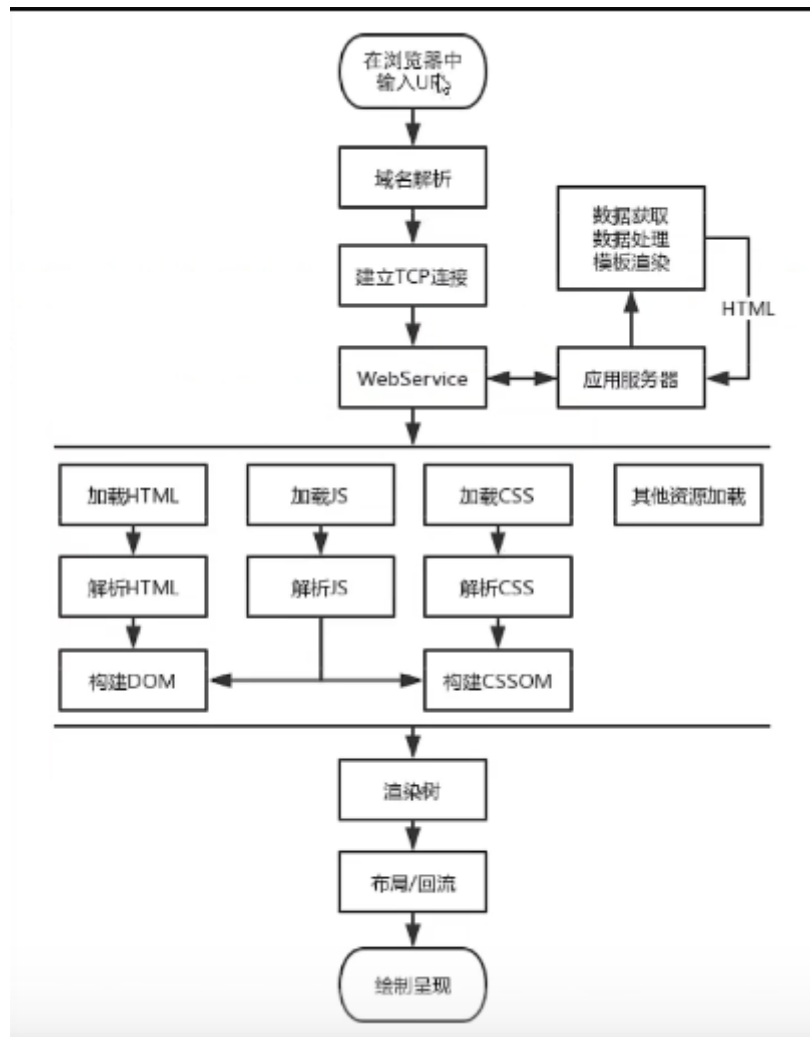 在浏览器中
输入UR
域名解析
数据获取
数据处理
模板渲染
建立TCP连接
HTML
WebService
应用服务器
加载HTML
加载JS
加载CSS
其他资源加载
解析HTML
解析JS
解析CSS
构建DOM
构建CSSOM
渲染树
布局/回流
绘制呈现